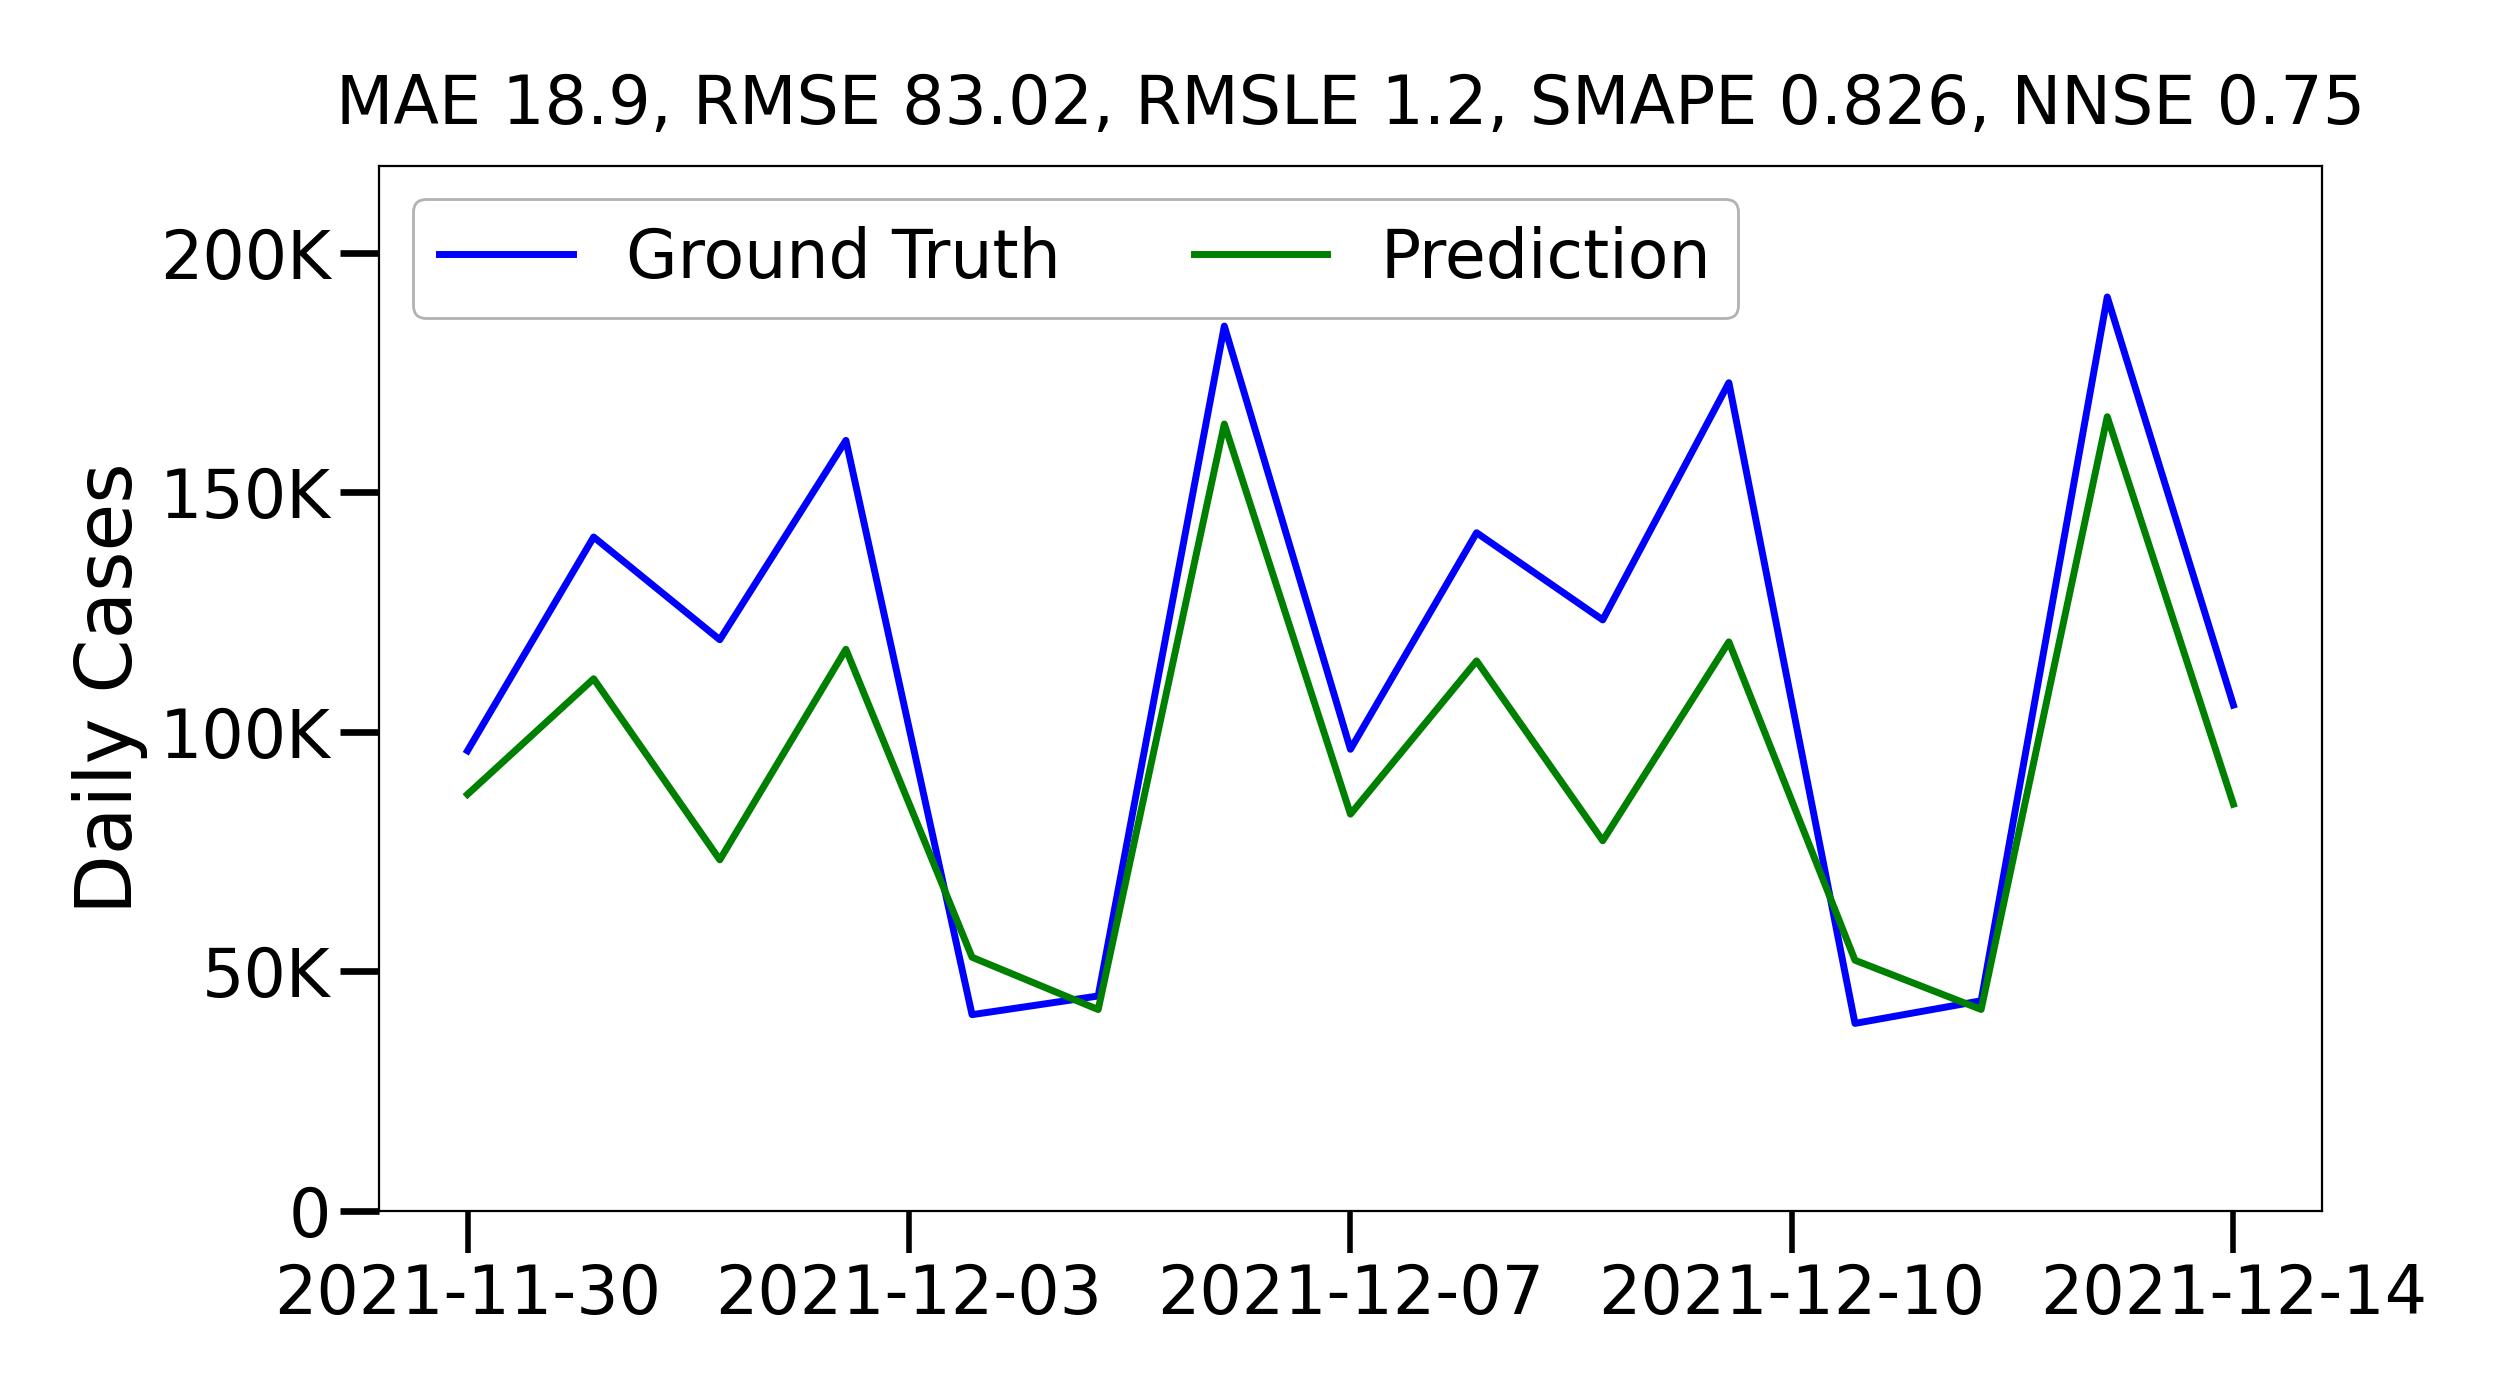 MAE 18.9, RMSE 83.02, RMSLE 1.2, SMAPE 0.826, NNSE 0.75
Ground Truth Prediction
Daily Cases
200K
150K
100K
50K
0
2021-11-30 2021-12-03 2021-12-07 2021-12-10 2021-12-14